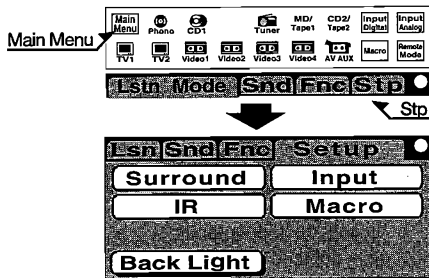 Main Menu
Main Menu Phono CD1 Tuner MD/Tape1 CD2/Tape2 Input Digital Input Analog
TV1 TV2 Video1 Video2 Video3 Video4 AV AUX Macro Remote Mode
Lstn Mode Snd Fnc Stp
Stp
Lsn Snd Fnc Setup
Surround Input
IR Macro
Back Light